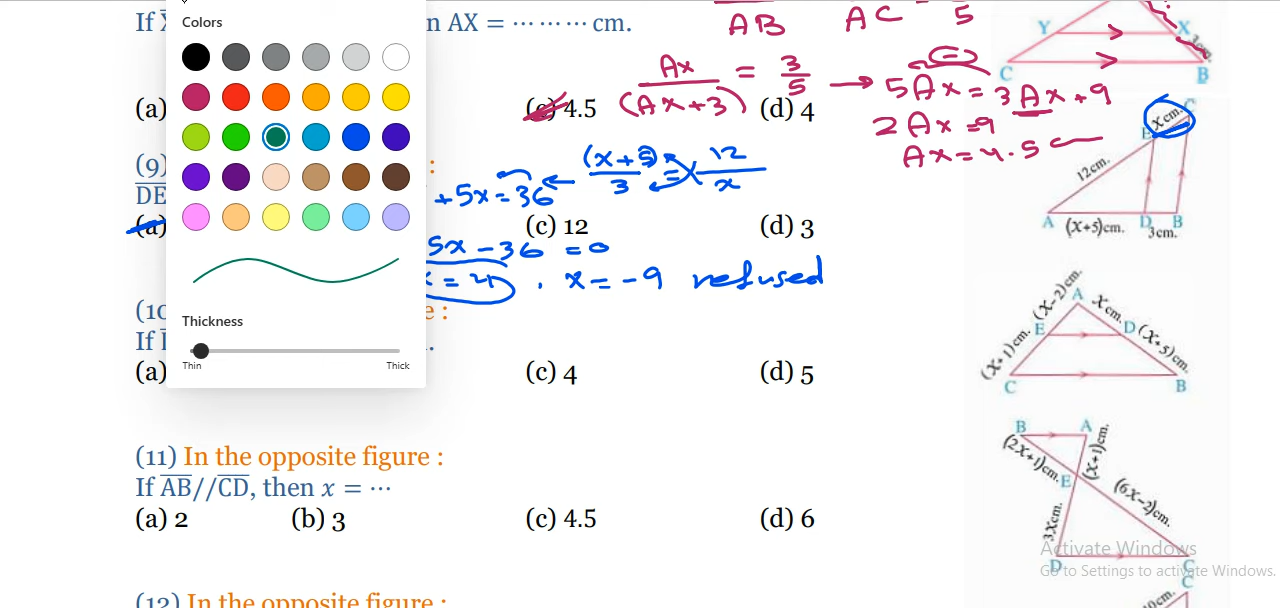 If X
Colors
n AX = ……… cm.
AB
AC
5
Y
X
3cm.
C
B
Ax / (Ax+3) = 3/5 → 5Ax = 3Ax+9
2Ax = 9
Ax = 4.5
(a)
(c) 4.5
(d) 4
(9)
:
DE
(x+5)/3 = 12/x
+5x = 36 ←
E
x cm.
C
12cm.
A
(x+5)cm.
D
3cm.
B
(a)
(c) 12
(d) 3
5x - 36 = 0
x = 4, x = -9 refused
Thickness
Thin
Thick
(10
e :
If
.
(a)
(c) 4
(d) 5
(x-2)cm.
A
x cm.
E
D
(x+1)cm.
(x+5)cm.
C
B
(11) In the opposite figure :
If AB//CD, then x = …
(a) 2
(b) 3
(c) 4.5
(d) 6
B
A
(2x+1)cm.
(x+1)cm.
E
(6x-2)cm.
3x cm.
D
C
Activate Windows
Go to Settings to activate Windows.
(12) In the opposite figure :
C